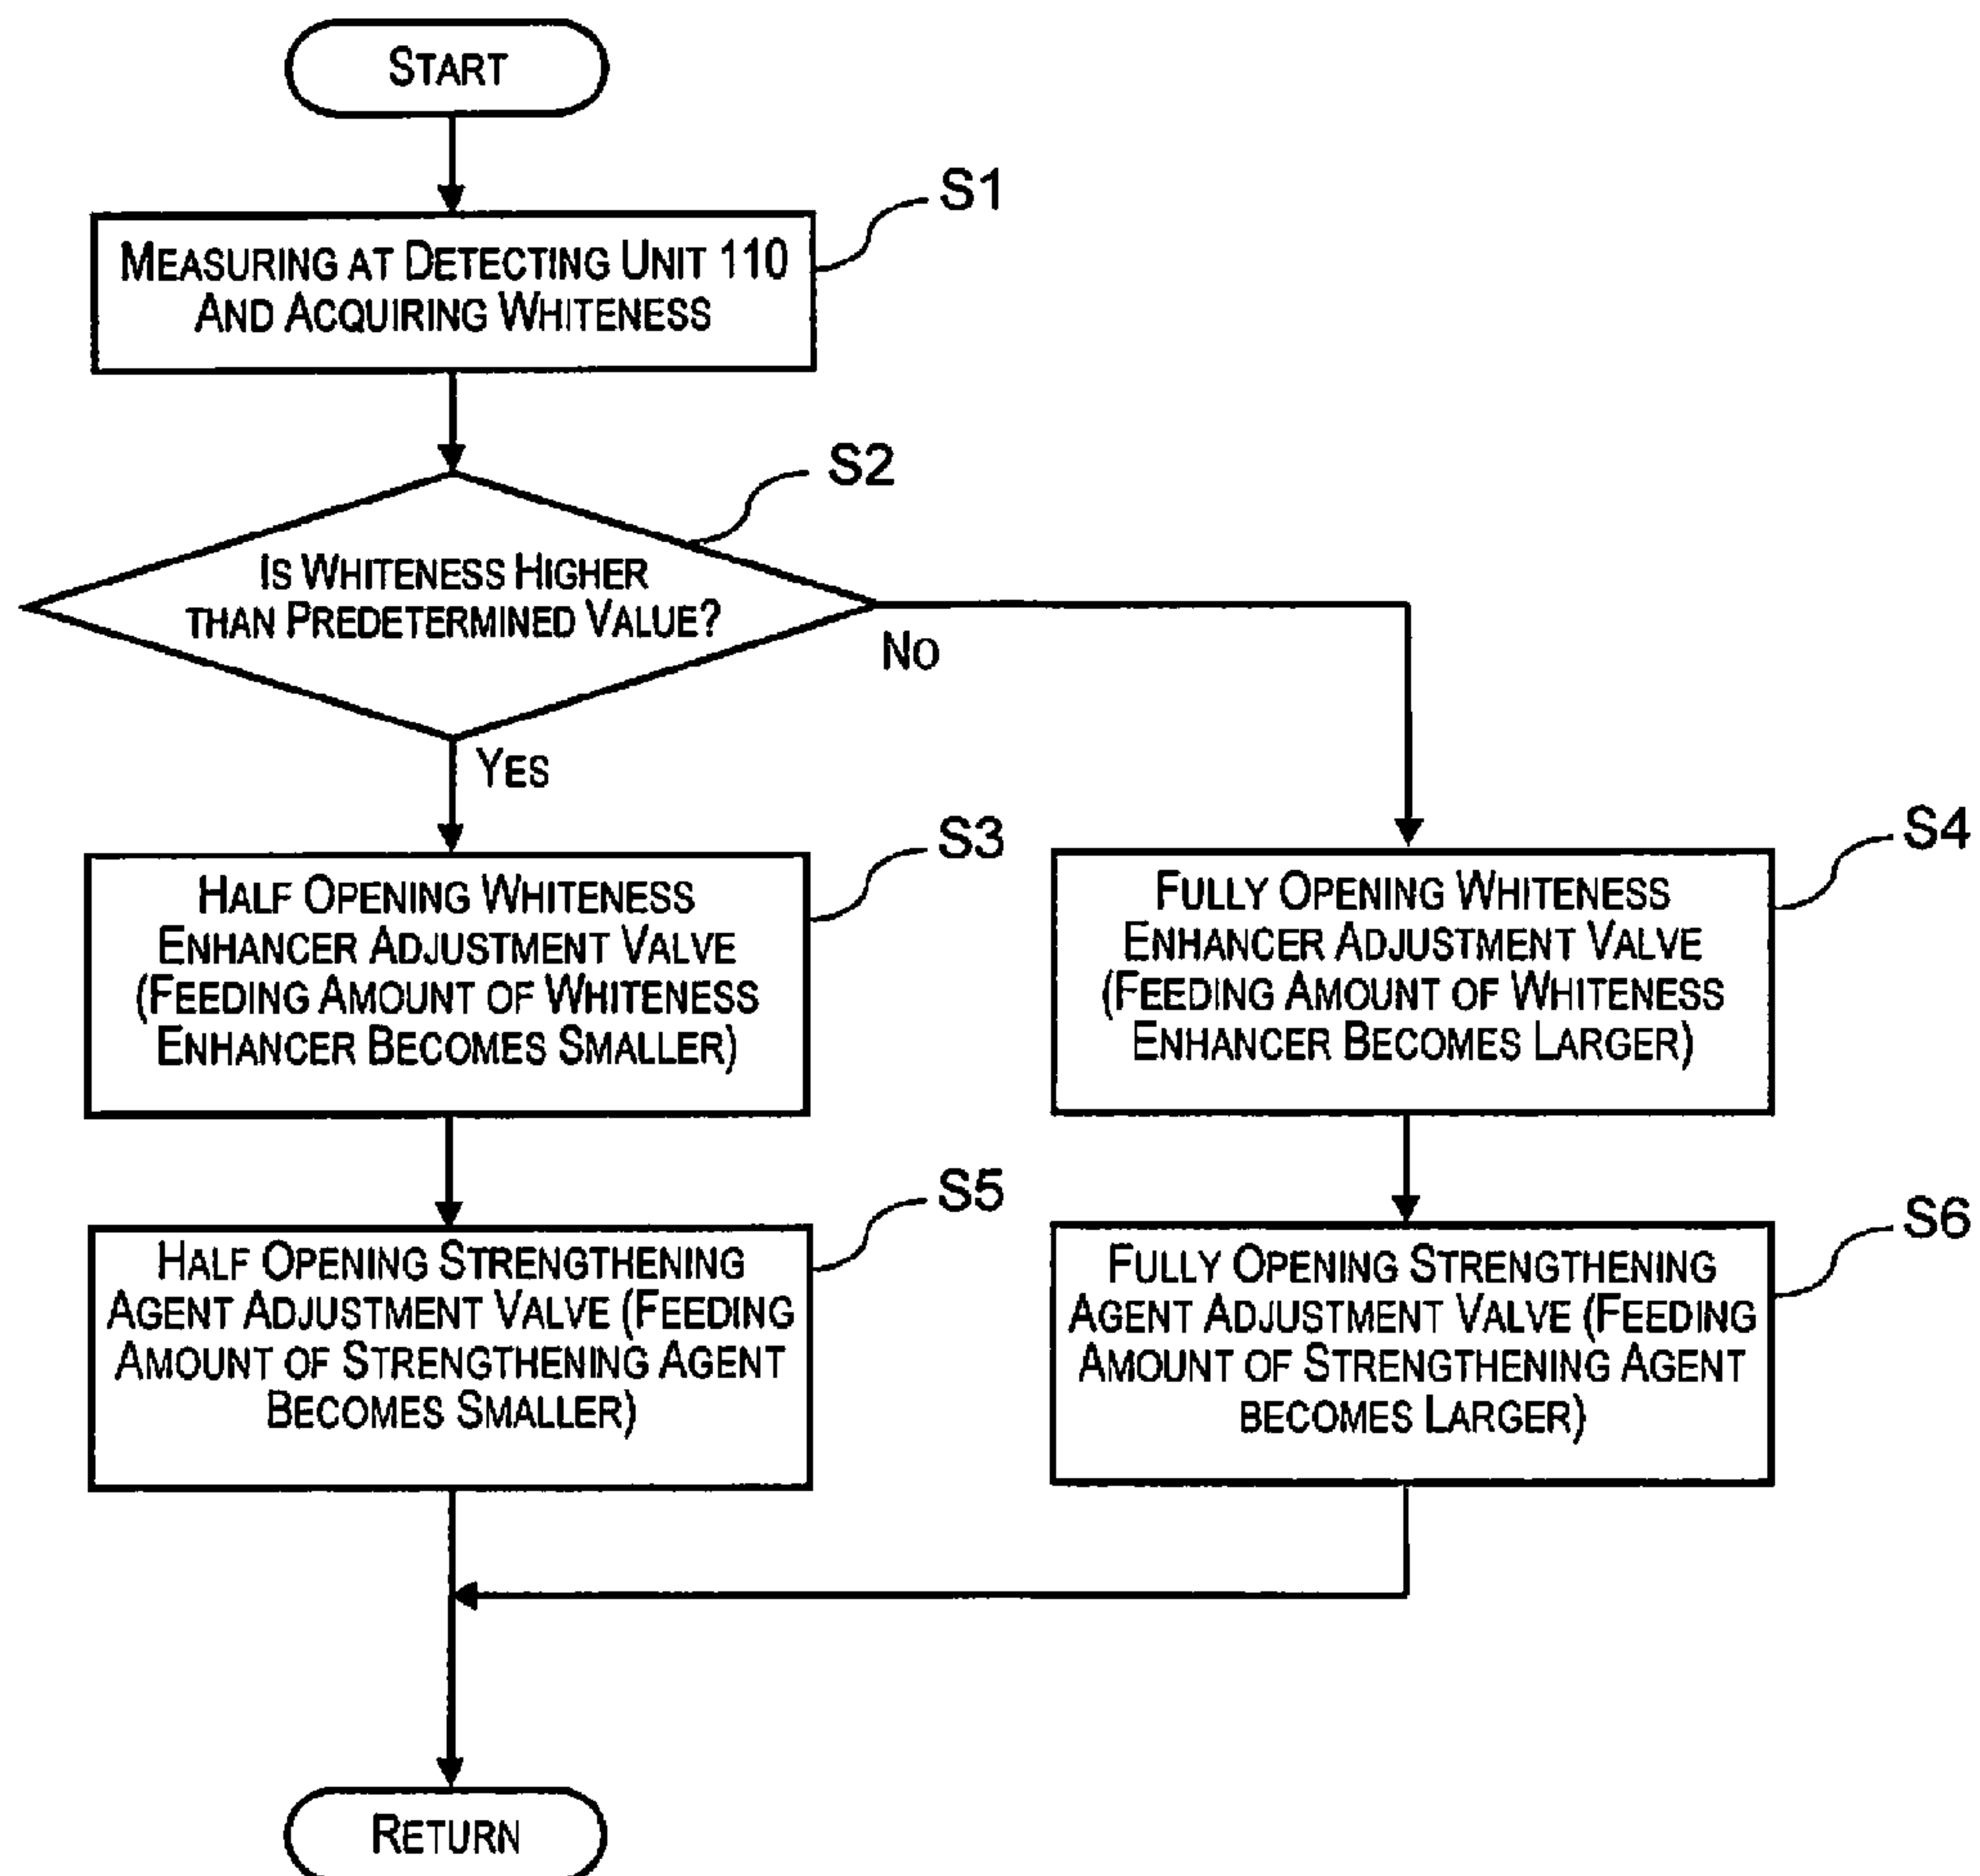 START
S1
MEASURING AT DETECTING UNIT 110
AND ACQUIRING WHITENESS
S2
IS WHITENESS HIGHER
THAN PREDETERMINED VALUE?
NO
YES
S3
HALF OPENING WHITENESS
ENHANCER ADJUSTMENT VALVE
(FEEDING AMOUNT OF WHITENESS
ENHANCER BECOMES SMALLER)
S4
FULLY OPENING WHITENESS
ENHANCER ADJUSTMENT VALVE
(FEEDING AMOUNT OF WHITENESS
ENHANCER BECOMES LARGER)
S5
HALF OPENING STRENGTHENING
AGENT ADJUSTMENT VALVE (FEEDING
AMOUNT OF STRENGTHENING AGENT
BECOMES SMALLER)
S6
FULLY OPENING STRENGTHENING
AGENT ADJUSTMENT VALVE (FEEDING
AMOUNT OF STRENGTHENING AGENT
BECOMES LARGER)
RETURN